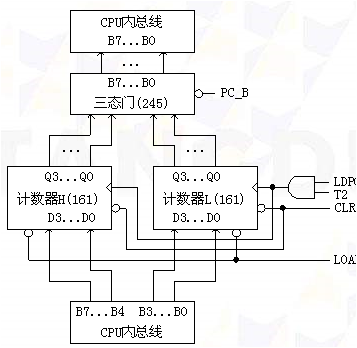 CPU内总线
B7...B0
...
B7...B0
三态门(245)
PC_B
...
...
Q3...Q0
计数器H(161)
D3...D0
Q3...Q0
计数器L(161)
D3...D0
LDPC
T2
CLR
LOA
B7...B4
B3...B0
CPU内总线